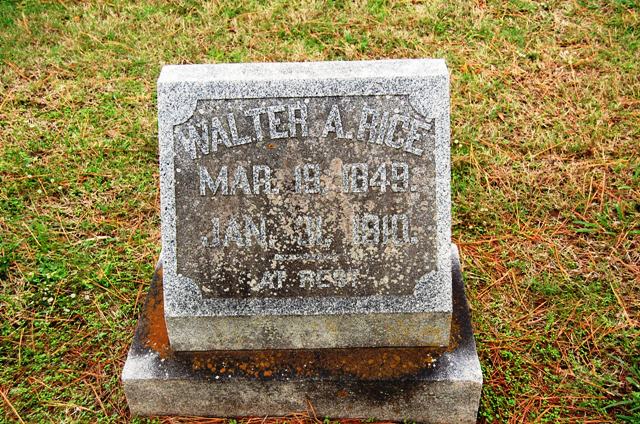 WALTER A. RICE
MAR. 19. 1849.
JAN. 31. 1910.
AT REST